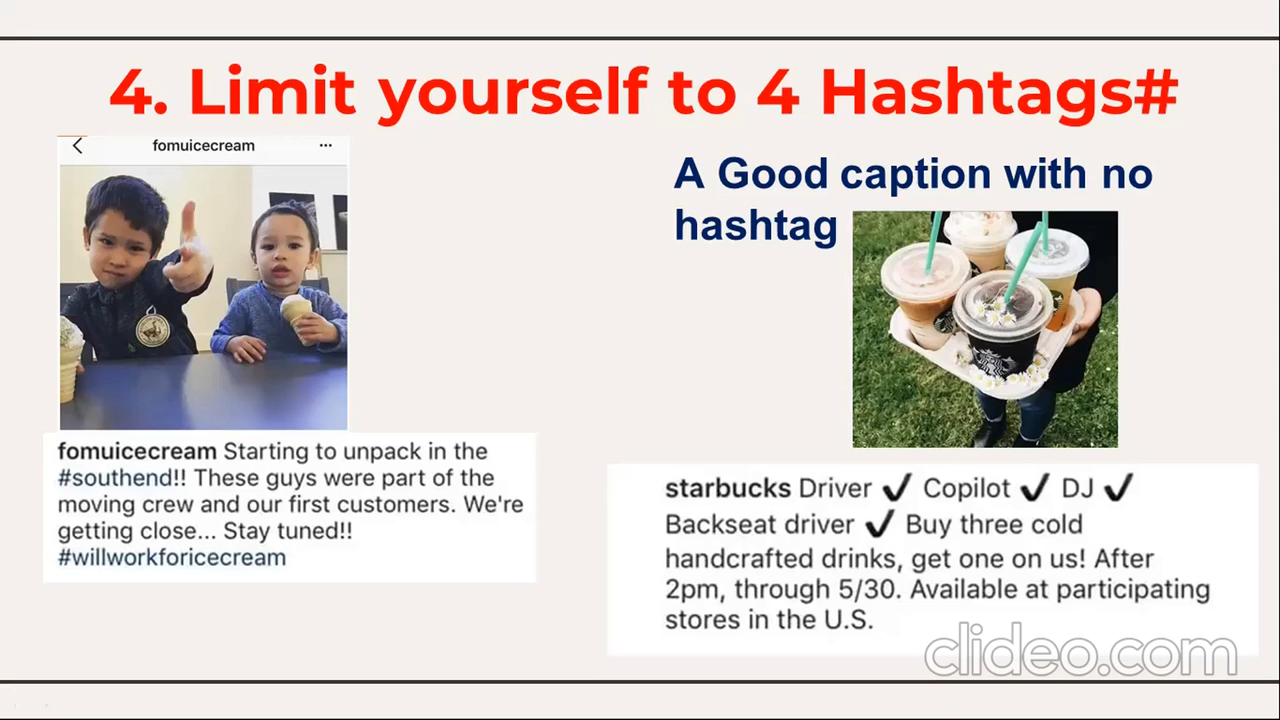 4. Limit yourself to 4 Hashtags#
fomuicecream
A Good caption with no
hashtag
fomuicecream Starting to unpack in the
#southend!! These guys were part of the
moving crew and our first customers. We're
getting close... Stay tuned!!
#willworkforicecream
starbucks Driver ✔ Copilot ✔ DJ ✔
Backseat driver ✔ Buy three cold
handcrafted drinks, get one on us! After
2pm, through 5/30. Available at participating
stores in the U.S.
clideo.com